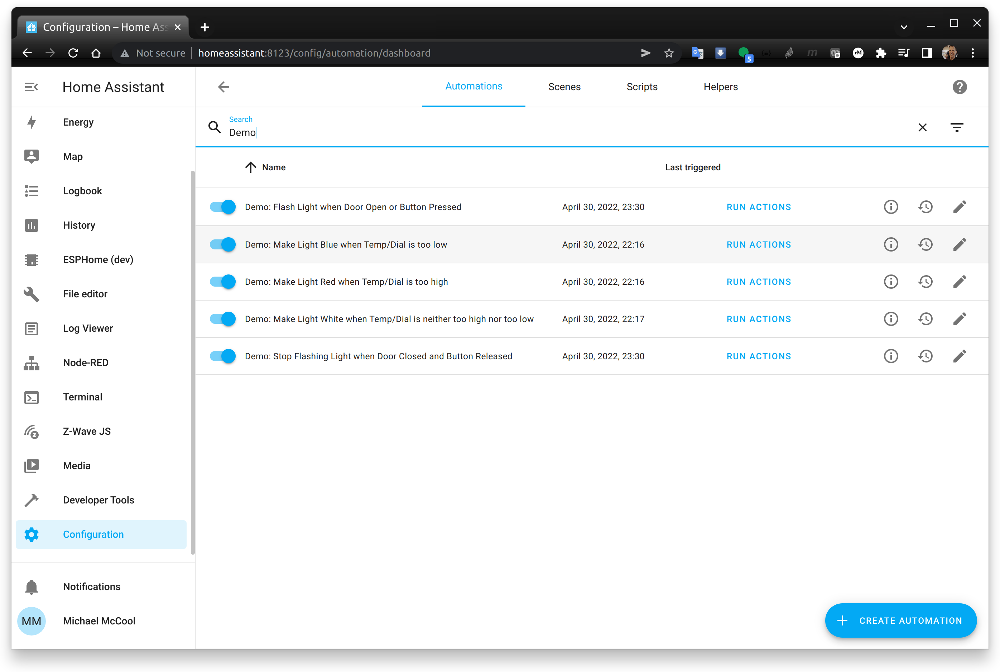 Configuration – Home Ass
Not secure homeassistant:8123/config/automation/dashboard
5
rM
Home Assistant
Automations Scenes Scripts Helpers
Search
Demo
Name Last triggered
Demo: Flash Light when Door Open or Button Pressed April 30, 2022, 23:30 RUN ACTIONS
Demo: Make Light Blue when Temp/Dial is too low April 30, 2022, 22:16 RUN ACTIONS
Demo: Make Light Red when Temp/Dial is too high April 30, 2022, 22:16 RUN ACTIONS
Demo: Make Light White when Temp/Dial is neither too high nor too low April 30, 2022, 22:17 RUN ACTIONS
Demo: Stop Flashing Light when Door Closed and Button Released April 30, 2022, 23:30 RUN ACTIONS
Energy
Map
Logbook
History
ESPHome (dev)
File editor
Log Viewer
Node-RED
Terminal
Z-Wave JS
Media
Developer Tools
Configuration
Notifications
MM Michael McCool
CREATE AUTOMATION